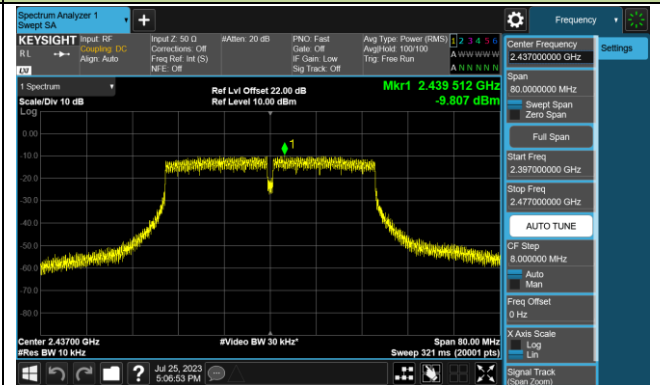 Spectrum Analyzer 1
Swept SA
Frequency
KEYSIGHT
Input: RF
Coupling: DC
Align: Auto
Input Z: 50 Ω
Corrections: Off
Freq Ref: Int (S)
NFE: Off
#Atten: 20 dB
PNO: Fast
Gate: Off
IF Gain: Low
Sig Track: Off
Avg Type: Power (RMS)
Avg|Hold: 100/100
Trig: Free Run
1 2 3 4 5 6
A W W W W W
A N N N N N
RL
LXI
1 Spectrum
Scale/Div 10 dB
Log
Ref Lvl Offset 22.00 dB
Ref Level 10.00 dBm
Mkr1 2.439 512 GHz
-9.807 dBm
1
0.00
-10.0
-20.0
-30.0
-40.0
-50.0
-60.0
-70.0
-80.0
Center 2.43700 GHz
#Res BW 10 kHz
#Video BW 30 kHz*
Span 80.00 MHz
Sweep 321 ms (20001 pts)
Jul 25, 2023
5:06:53 PM
Center Frequency
2.437000000 GHz
Settings
Span
80.0000000 MHz
Swept Span
Zero Span
Full Span
Start Freq
2.397000000 GHz
Stop Freq
2.477000000 GHz
AUTO TUNE
CF Step
8.000000 MHz
Auto
Man
Freq Offset
0 Hz
X Axis Scale
Log
Lin
Signal Track
(Span Zoom)